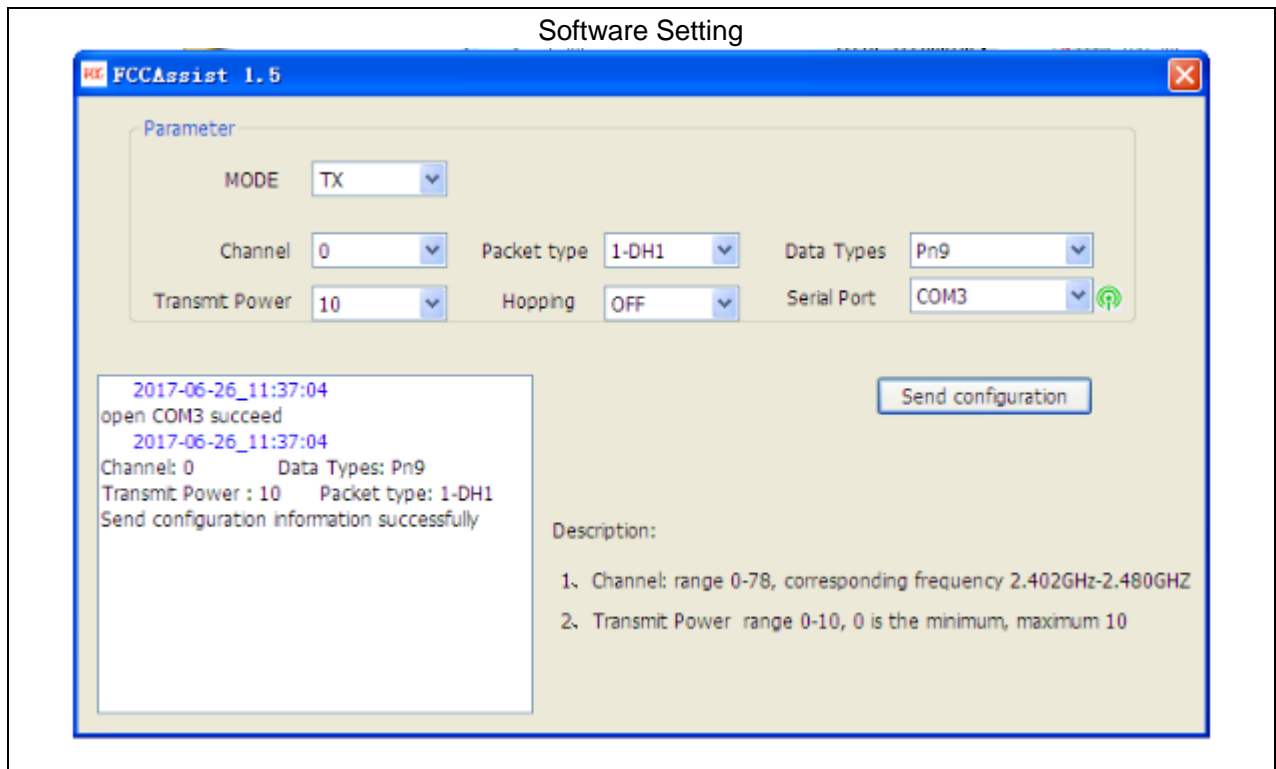 Software Setting
FCCAssist 1.5
Parameter
MODE TX
Channel 0 Packet type 1-DH1 Data Types Pn9
Transmit Power 10 Hopping OFF Serial Port COM3
2017-06-26_11:37:04
open COM3 succeed
2017-06-26_11:37:04
Channel: 0 Data Types: Pn9
Transmit Power : 10 Packet type: 1-DH1
Send configuration information successfully
Send configuration
Description:
1、Channel: range 0-78, corresponding frequency 2.402GHz-2.480GHZ
2、Transmit Power range 0-10, 0 is the minimum, maximum 10